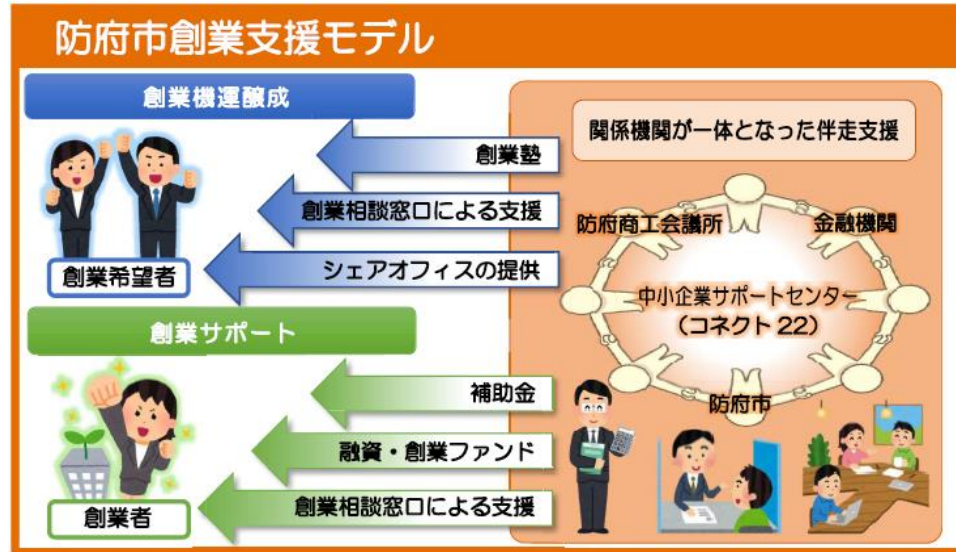 防府市創業支援モデル
創業機運醸成
創業塾
創業相談窓口による支援
シェアオフィスの提供
創業希望者
創業サポート
補助金
融資・創業ファンド
創業相談窓口による支援
創業者
関係機関が一体となった伴走支援
防府商工会議所
金融機関
中小企業サポートセンター
（コネクト 22）
防府市